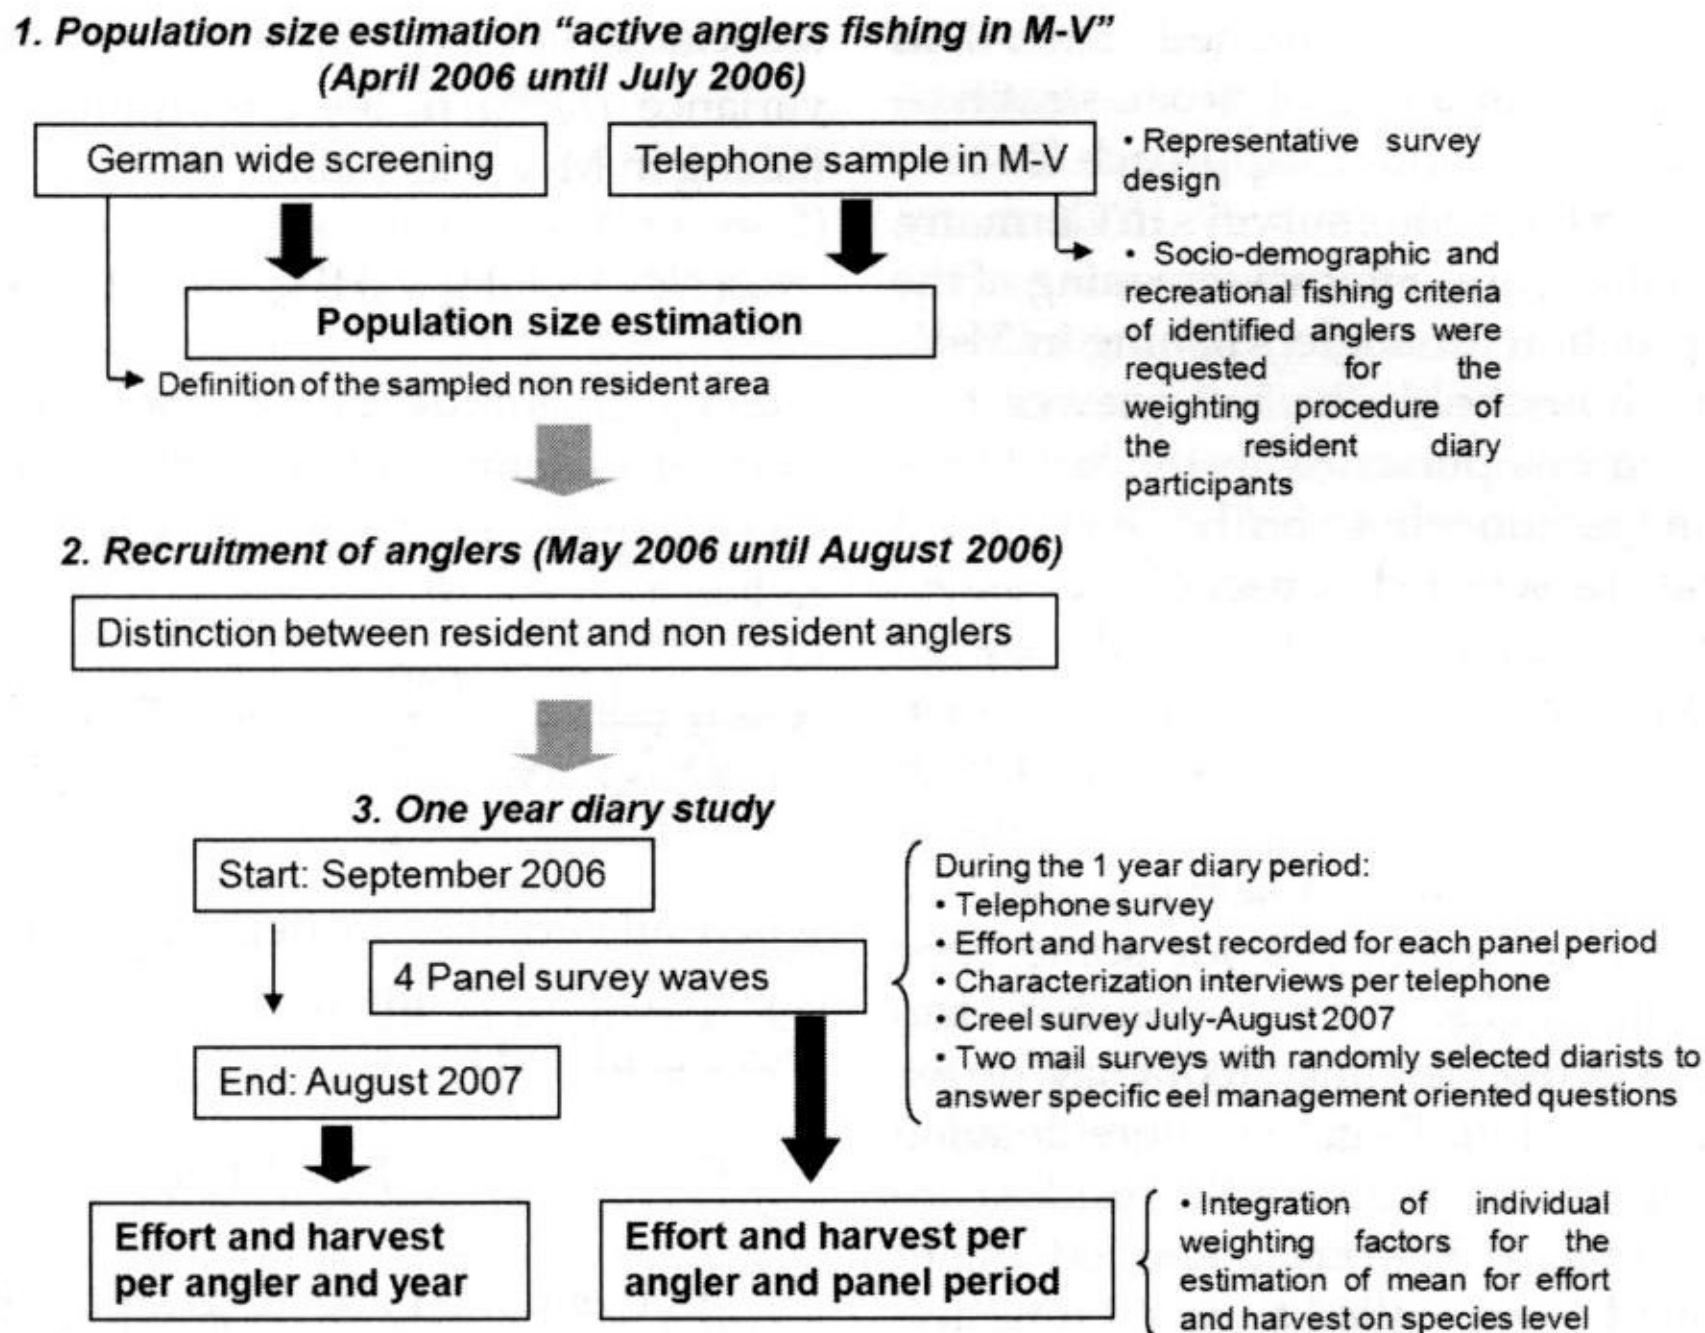 1. Population size estimation “active anglers fishing in M-V”
(April 2006 until July 2006)
German wide screening
Telephone sample in M-V
• Representative survey
design
• Socio-demographic and
recreational fishing criteria
of identified anglers were
requested for the
weighting procedure of
the resident diary
participants
Population size estimation
Definition of the sampled non resident area
2. Recruitment of anglers (May 2006 until August 2006)
Distinction between resident and non resident anglers
3. One year diary study
Start: September 2006
4 Panel survey waves
End: August 2007
During the 1 year diary period:
• Telephone survey
• Effort and harvest recorded for each panel period
• Characterization interviews per telephone
• Creel survey July-August 2007
• Two mail surveys with randomly selected diarists to
answer specific eel management oriented questions
Effort and harvest
per angler and year
Effort and harvest per
angler and panel period
• Integration of individual
weighting factors for the
estimation of mean for effort
and harvest on species level